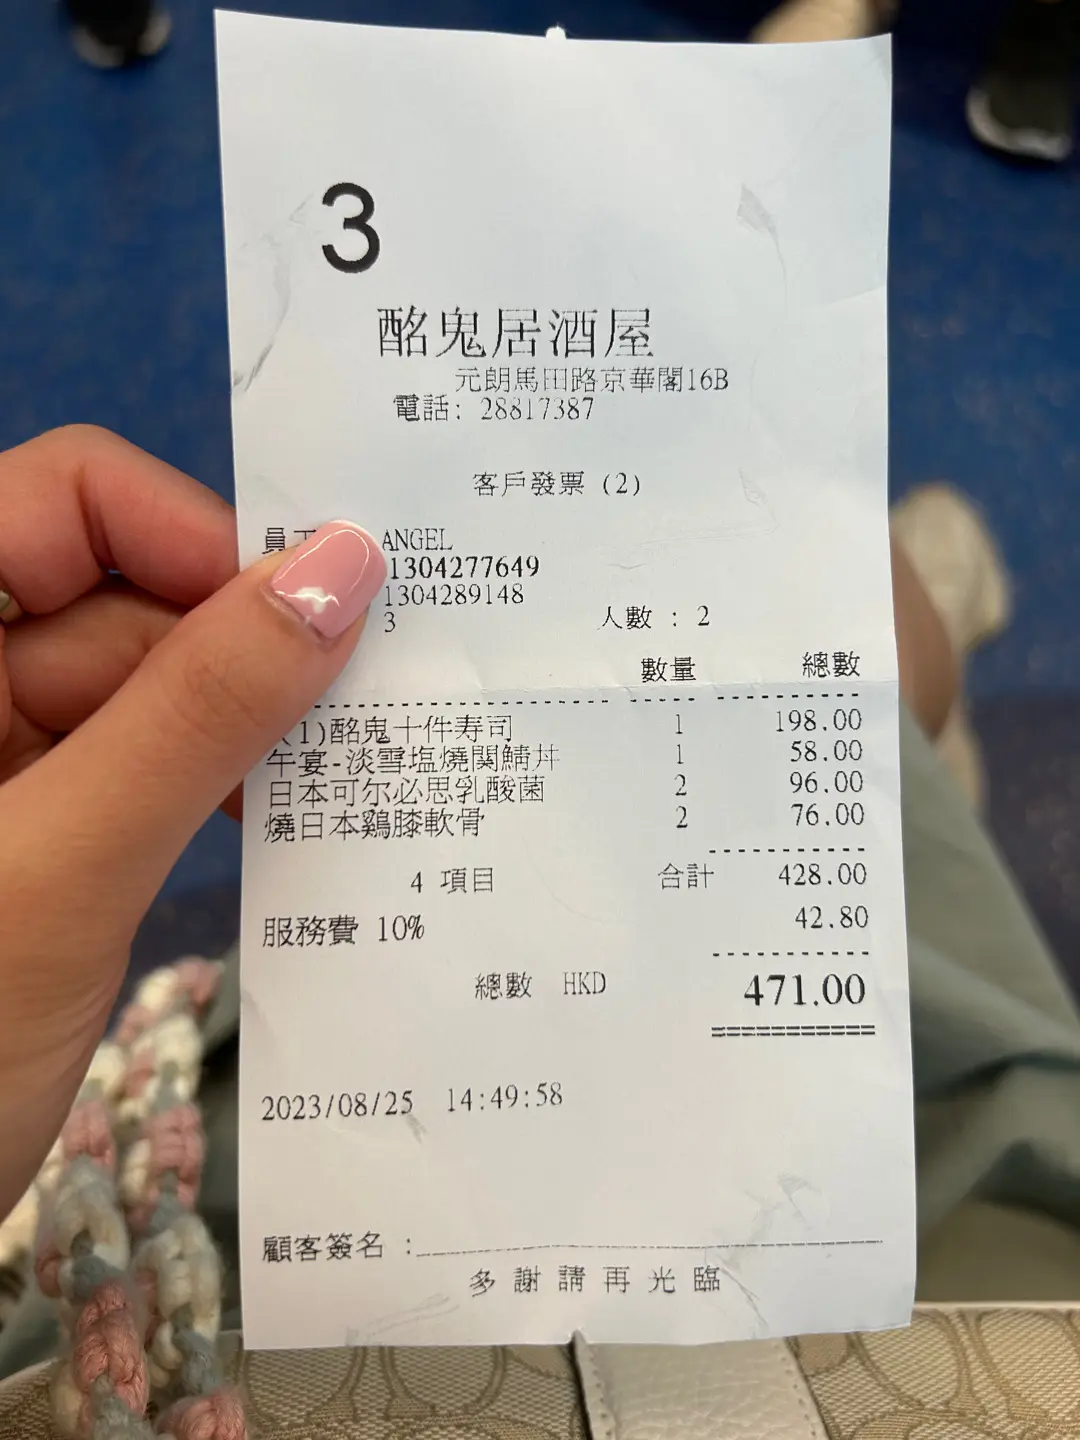 3
酩鬼居酒屋
元朗馬田路京華閣16B
電話: 28817387
客戶發票 (2)
員 ANGEL
1304277649
1304289148
3 人數 : 2
數量 總數
(1)酩鬼十件寿司 1 198.00
午宴-淡雪塩燒関鯖丼 1 58.00
日本可尔必思乳酸菌 2 96.00
燒日本鷄膝軟骨 2 76.00
4 項目 合計 428.00
服務費 10% 42.80
總數 HKD 471.00
2023/08/25 14:49:58
顧客簽名 :
多謝請再光臨